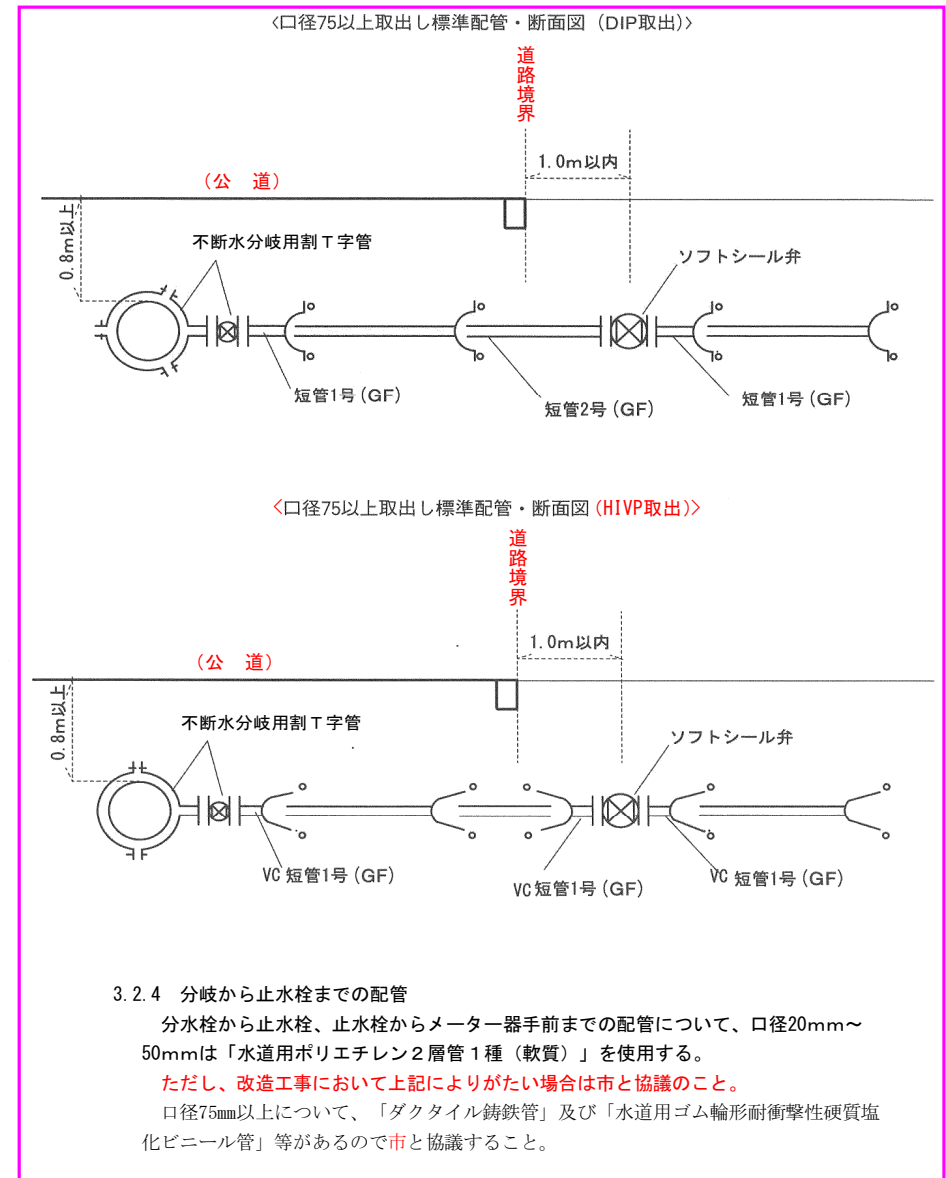 〈口径75以上取出し標準配管・断面図（DIP取出）〉
道路境界
1.0m以内
（公　道）
0.8m以上
不断水分岐用割Ｔ字管
ソフトシール弁
短管1号(GF)
短管2号(GF)
短管1号(GF)
〈口径75以上取出し標準配管・断面図(HIVP取出)〉
道路境界
1.0m以内
（公　道）
0.8m以上
不断水分岐用割Ｔ字管
ソフトシール弁
VC 短管1号(GF)
VC 短管1号(GF)
VC 短管1号(GF)
3.2.4　分岐から止水栓までの配管
分水栓から止水栓、止水栓からメーター器手前までの配管について、口径20mm～
50mmは「水道用ポリエチレン２層管１種（軟質）」を使用する。
ただし、改造工事において上記によりがたい場合は市と協議のこと。
口径75㎜以上について、「ダクタイル鋳鉄管」及び「水道用ゴム輪形耐衝撃性硬質塩
化ビニール管」等があるので市と協議すること。